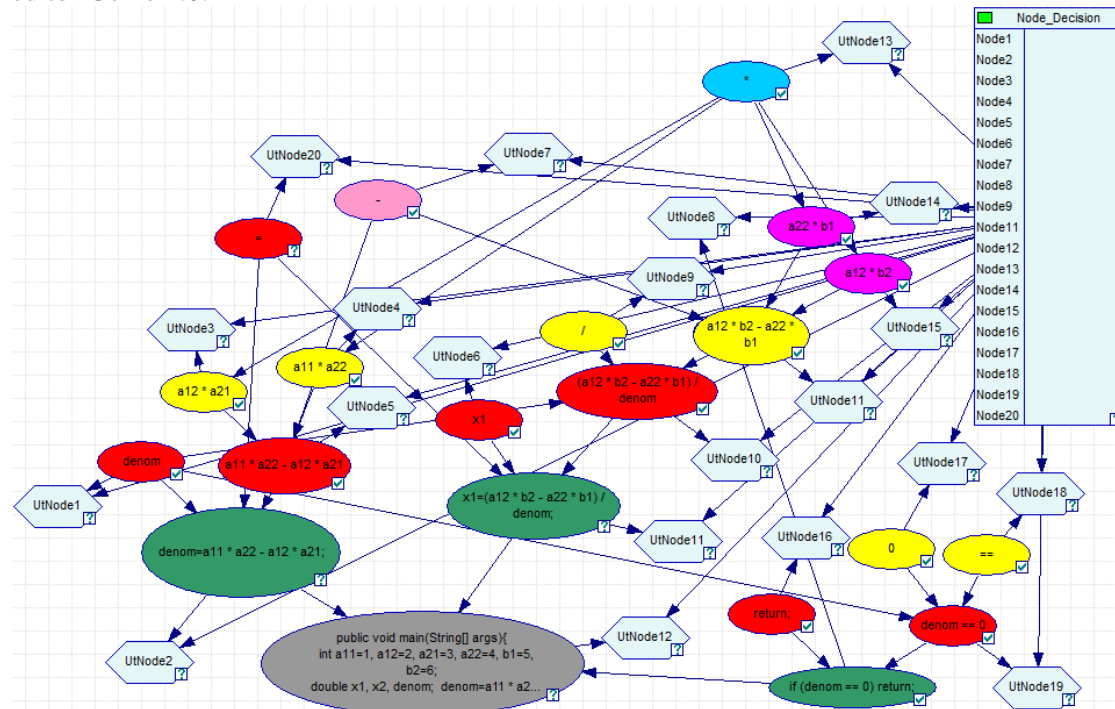 Node_Decision
Node1
Node2
Node3
Node4
Node5
Node6
Node7
Node8
Node9
Node11
Node12
Node13
Node14
Node15
Node16
Node17
Node18
Node19
Node20
UtNode13
*
UtNode20
UtNode7
-
UtNode14
=
UtNode8
a22 * b1
a12 * b2
UtNode9
UtNode4
UtNode3
/
a12 * b2 - a22 *
b1
UtNode15
UtNode6
a11 * a22
(a12 * b2 - a22 * b1) /
denom
a12 * a21
UtNode5
x1
UtNode11
denom
a11 * a22 - a12 * a21
UtNode10
UtNode17
UtNode1
x1=(a12 * b2 - a22 * b1) /
denom;
UtNode18
UtNode11
UtNode16
denom=a11 * a22 - a12 * a21;
0
==
return;
denom == 0
public void main(String[] args){
int a11=1, a12=2, a21=3, a22=4, b1=5,
b2=6;
double x1, x2, denom; denom=a11 * a2...
UtNode12
UtNode2
if (denom == 0) return;
UtNode19